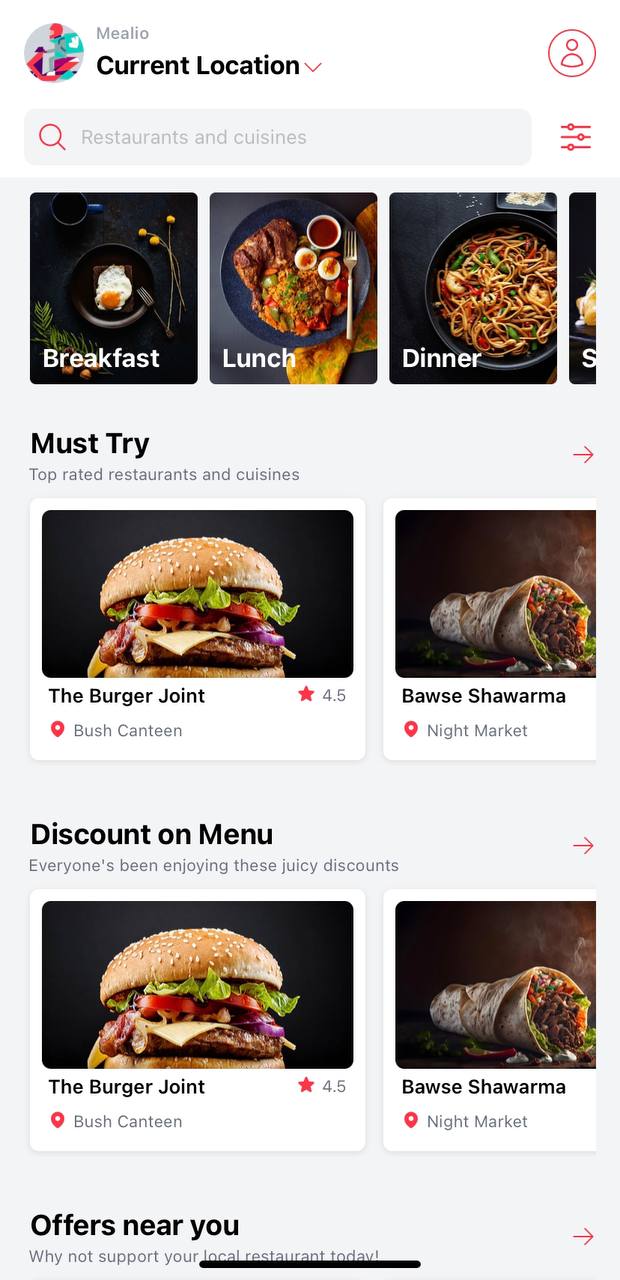 Mealio
Current Location
Restaurants and cuisines
Breakfast
Lunch
Dinner
S
Must Try
Top rated restaurants and cuisines
The Burger Joint 4.5
Bush Canteen
Bawse Shawarma
Night Market
Discount on Menu
Everyone's been enjoying these juicy discounts
The Burger Joint 4.5
Bush Canteen
Bawse Shawarma
Night Market
Offers near you
Why not support your local restaurant today!